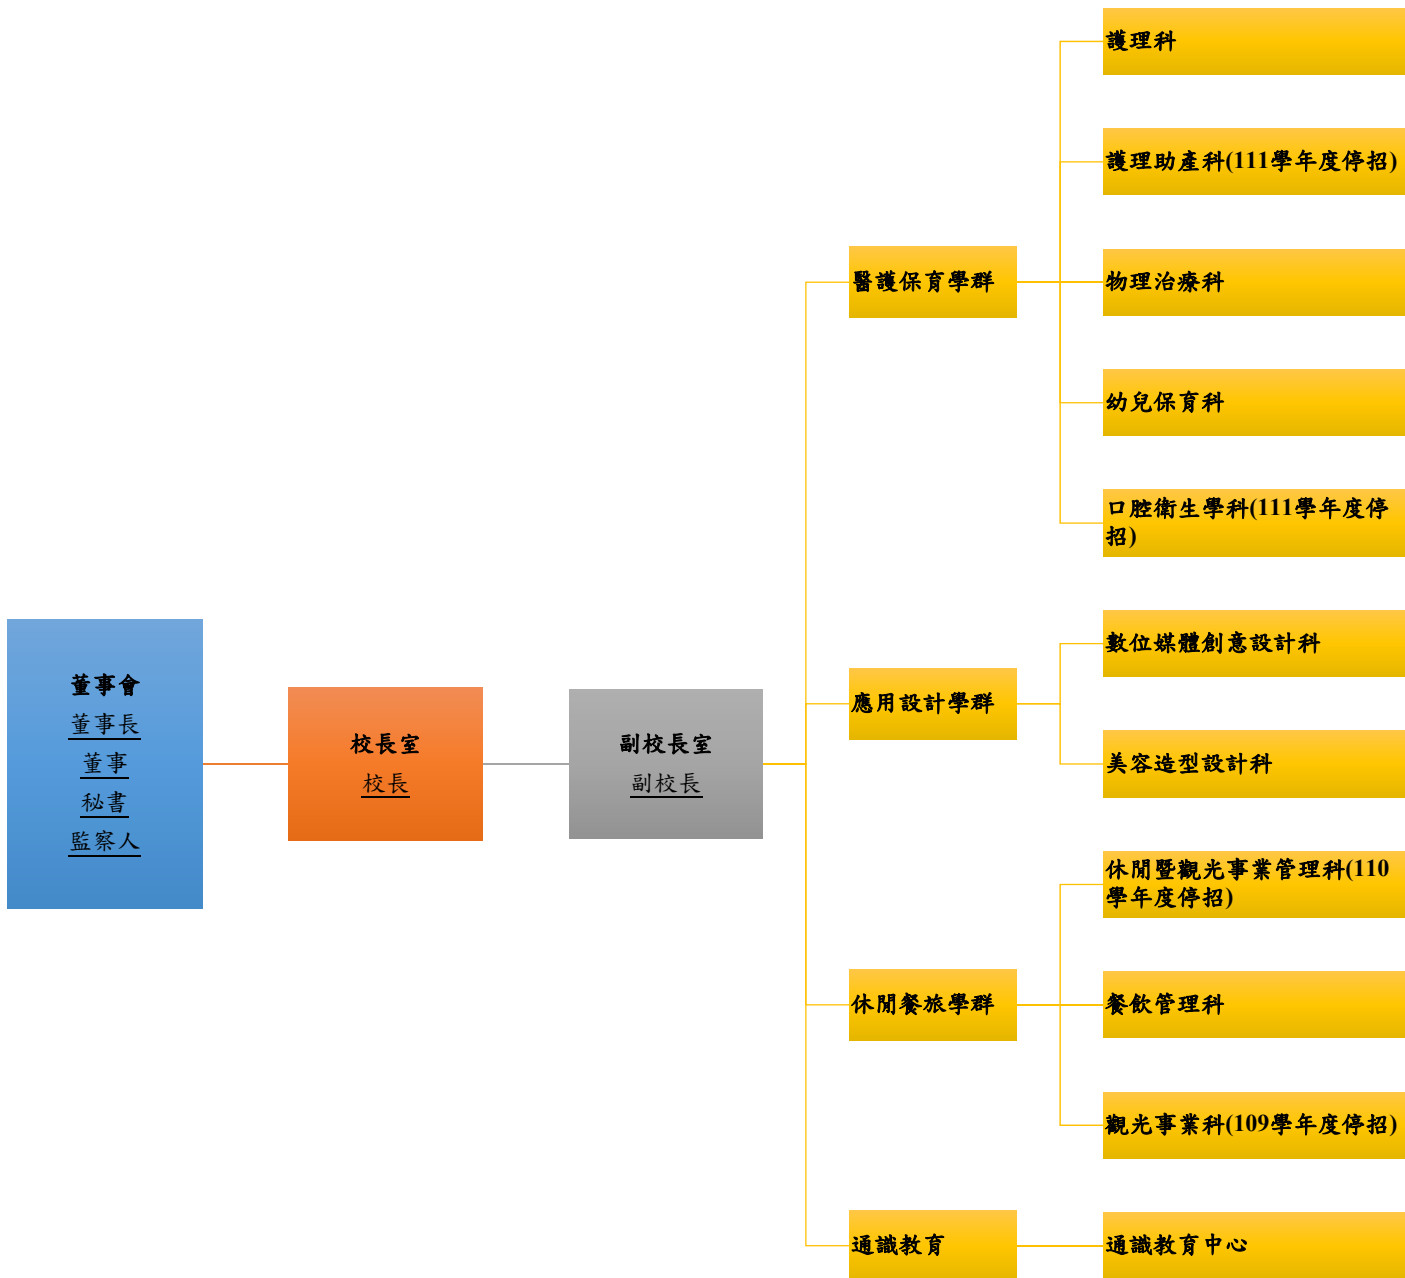 董事會
董事長
董事
秘書
監察人
校長室
校長
副校長室
副校長
醫護保育學群
護理科
護理助產科(111學年度停招)
物理治療科
幼兒保育科
口腔衛生學科(111學年度停
招)
應用設計學群
數位媒體創意設計科
美容造型設計科
休閒餐旅學群
休閒暨觀光事業管理科(110
學年度停招)
餐飲管理科
觀光事業科(109學年度停招)
通識教育
通識教育中心